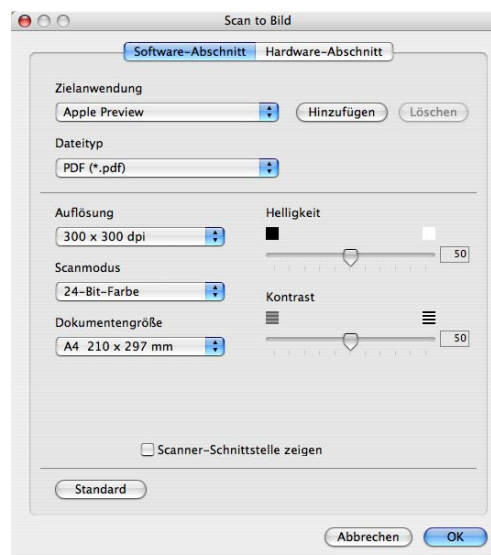 Scan to Bild
Software-Abschnitt Hardware-Abschnitt
Zielanwendung
Apple Preview Hinzufügen Löschen
Dateityp
PDF (*.pdf)
Auflösung
300 x 300 dpi
Scanmodus
24-Bit-Farbe
Dokumentengröße
A4 210 x 297 mm
Helligkeit
50
Kontrast
50
Scanner-Schnittstelle zeigen
Standard
Abbrechen OK